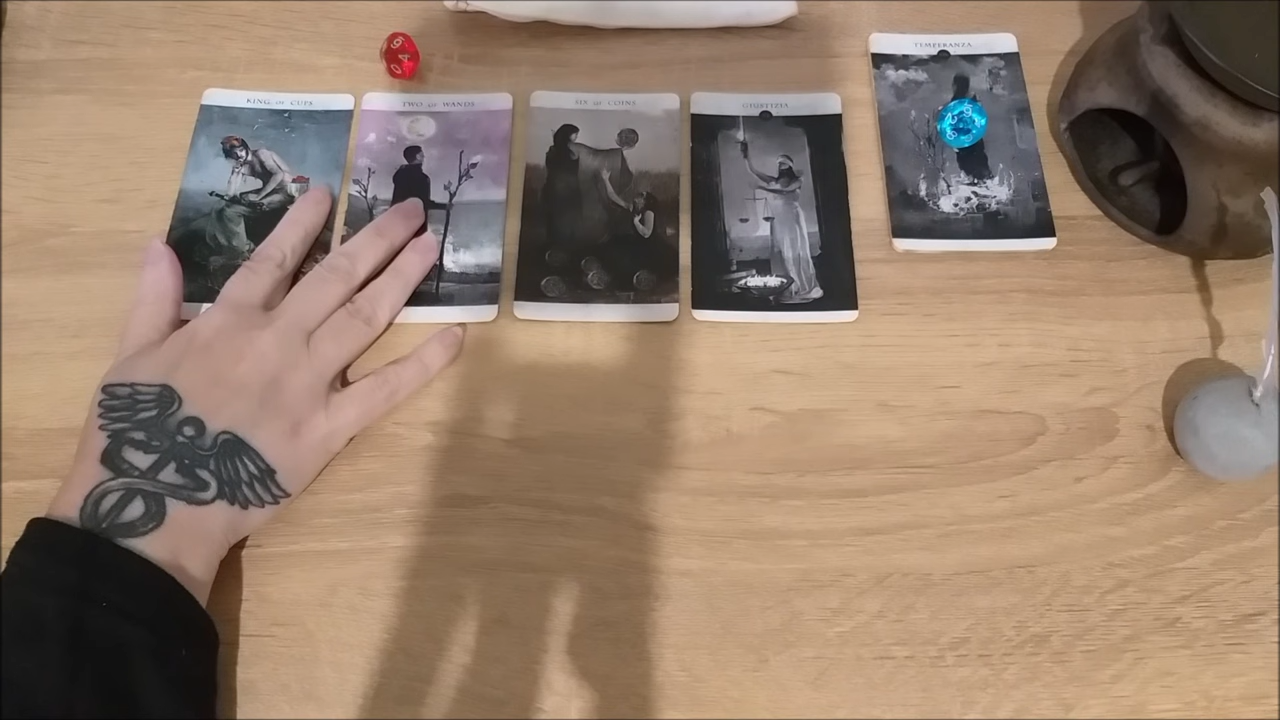 KING OF CUPS
TWO OF WANDS
SIX OF COINS
GIUSTIZIA
TEMPERANZA